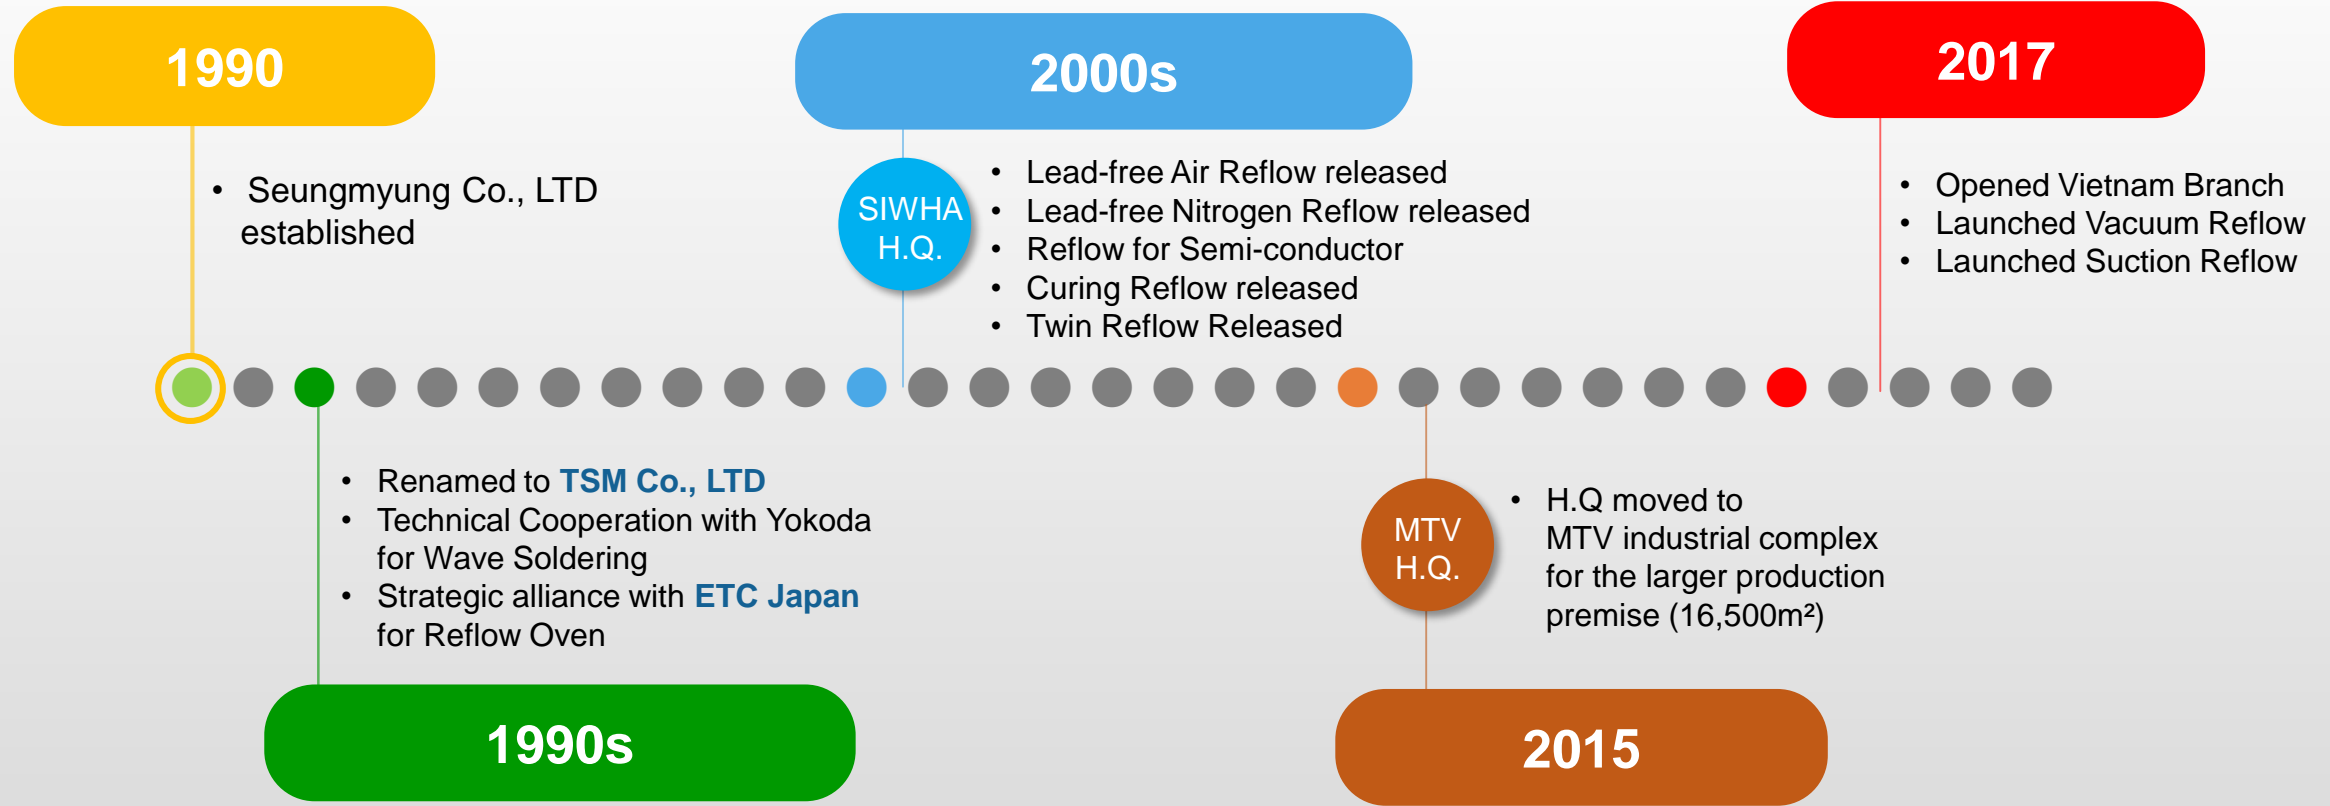 1990
• Seungmyung Co., LTD
established
2000s
SIWHA
H.Q.
• Lead-free Air Reflow released
• Lead-free Nitrogen Reflow released
• Reflow for Semi-conductor
• Curing Reflow released
• Twin Reflow Released
2017
• Opened Vietnam Branch
• Launched Vacuum Reflow
• Launched Suction Reflow
• Renamed to TSM Co., LTD
• Technical Cooperation with Yokoda
for Wave Soldering
• Strategic alliance with ETC Japan
for Reflow Oven
1990s
MTV
H.Q.
• H.Q moved to
MTV industrial complex
for the larger production
premise (16,500m²)
2015